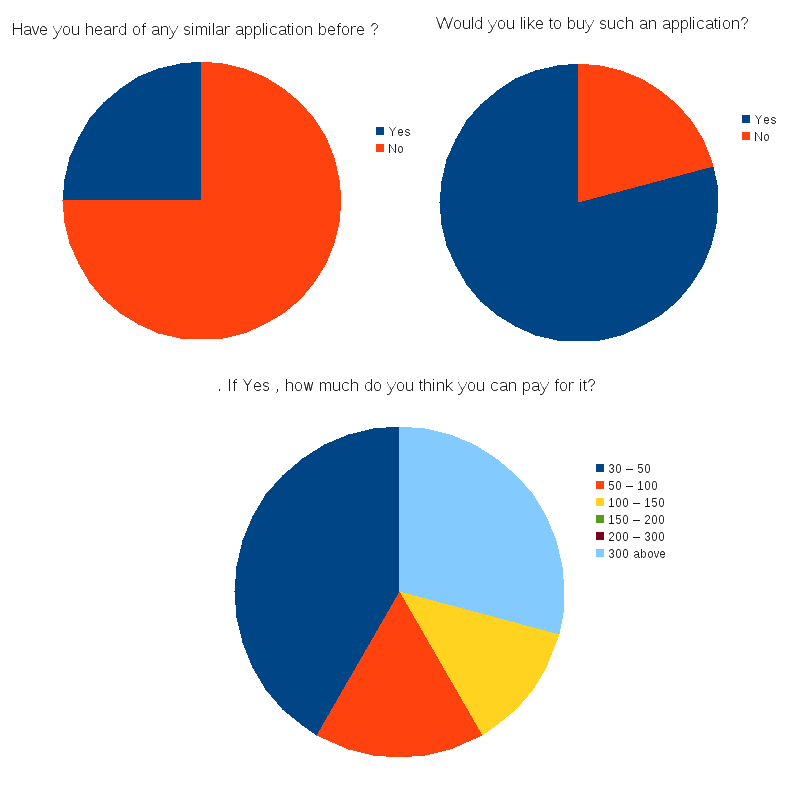 Have you heard of any similar application before ?
Yes
No
Would you like to buy such an application?
Yes
No
. If Yes , how much do you think you can pay for it?
30 – 50
50 – 100
100 – 150
150 – 200
200 – 300
300 above